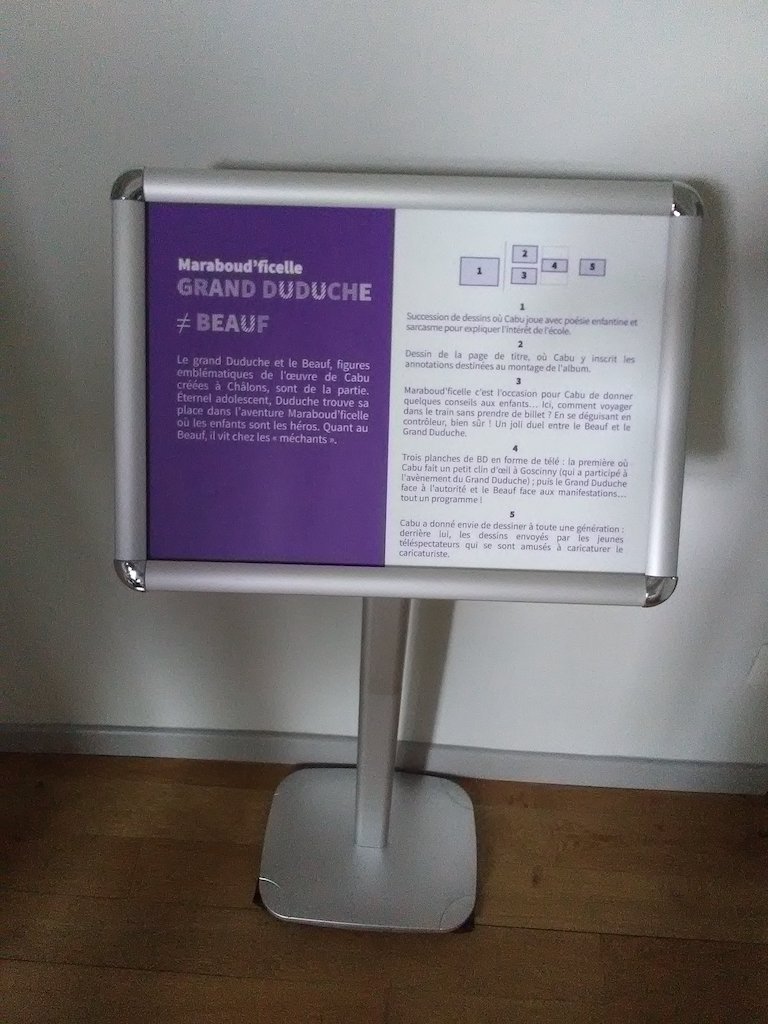 Maraboud'ficelle
GRAND DUDUCHE
≠ BEAUF
Le grand Duduche et le Beauf, figures
emblématiques de l'œuvre de Cabu
créées à Châlons, sont de la partie.
Éternel adolescent, Duduche trouve sa
place dans l'aventure Maraboud'ficelle
où les enfants sont les héros. Quant au
Beauf, il vit chez les « méchants ».
1
2
3
4
5
1
Succession de dessins où Cabu joue avec poésie enfantine et
sarcasme pour expliquer l'intérêt de l'école.
2
Dessin de la page de titre, où Cabu y inscrit les
annotations destinées au montage de l'album.
3
Maraboud'ficelle c'est l'occasion pour Cabu de donner
quelques conseils aux enfants... Ici, comment voyager
dans le train sans prendre de billet ? En se déguisant en
contrôleur, bien sûr ! Un joli duel entre le Beauf et le
Grand Duduche.
4
Trois planches de BD en forme de télé : la première où
Cabu fait un petit clin d'œil à Goscinny (qui a participé à
l'avènement du Grand Duduche) ; puis le Grand Duduche
face à l'autorité et le Beauf face aux manifestations...
tout un programme !
5
Cabu a donné envie de dessiner à toute une génération :
derrière lui, les dessins envoyés par les jeunes
téléspectateurs qui se sont amusés à caricaturer le
caricaturiste.